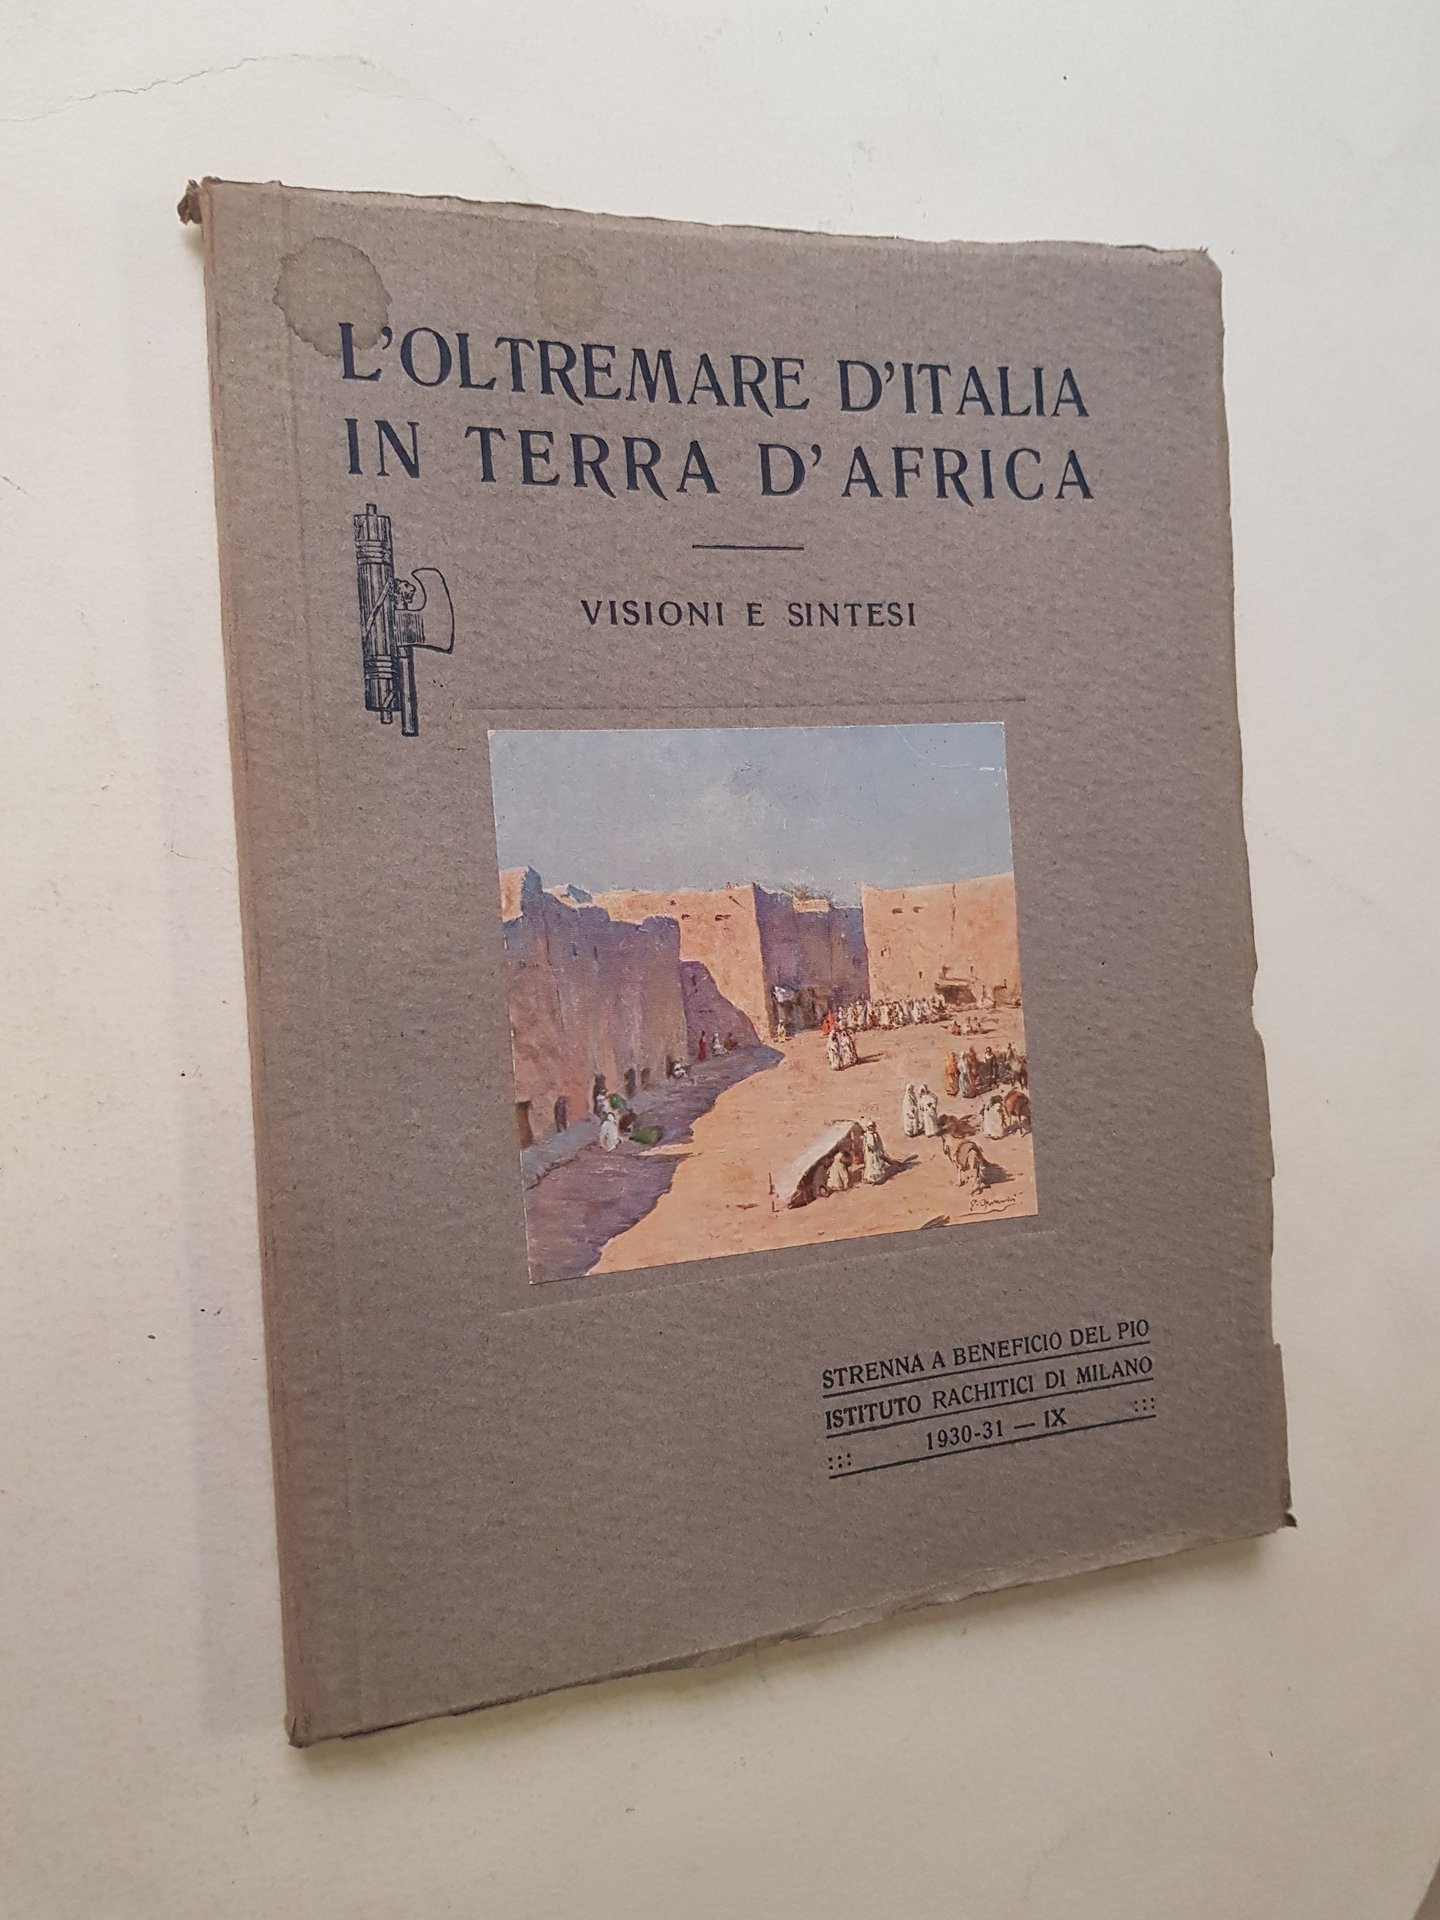 L'OLTREMARE D'ITALIA
IN TERRA D'AFRICA
VISIONI E SINTESI
STRENNA A BENEFICIO DEL PIO
ISTITUTO RACHITICI DI MILANO
::: 1930-31 — IX :::